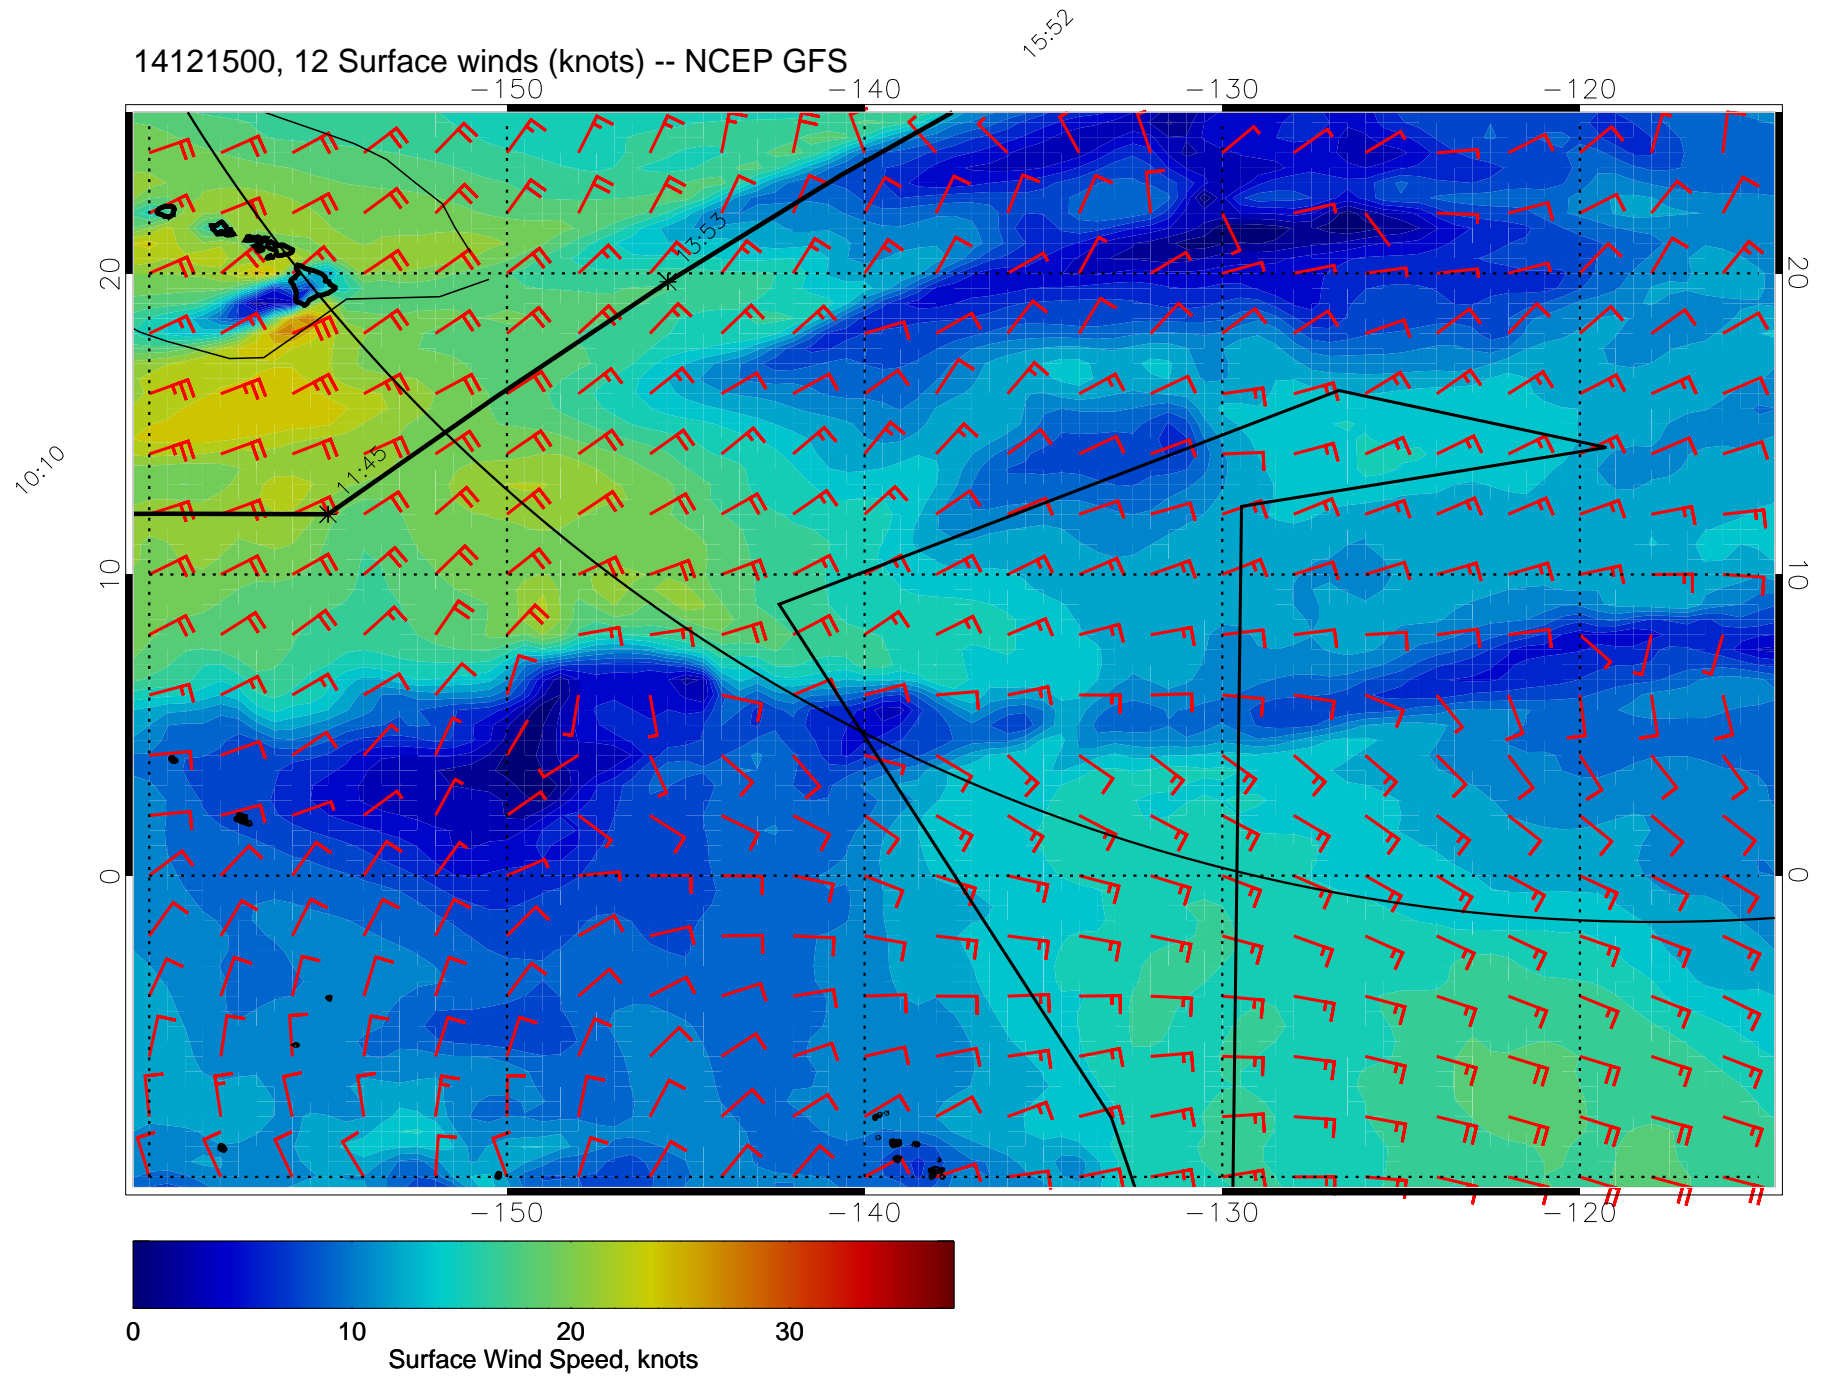 15:52
14121500, 12 Surface winds (knots) -- NCEP GFS
-150 -140 -130 -120
13:53
20 20
10:10
11:45
10 10
0 0
-150 -140 -130 -120
0 10 20 30
Surface Wind Speed, knots